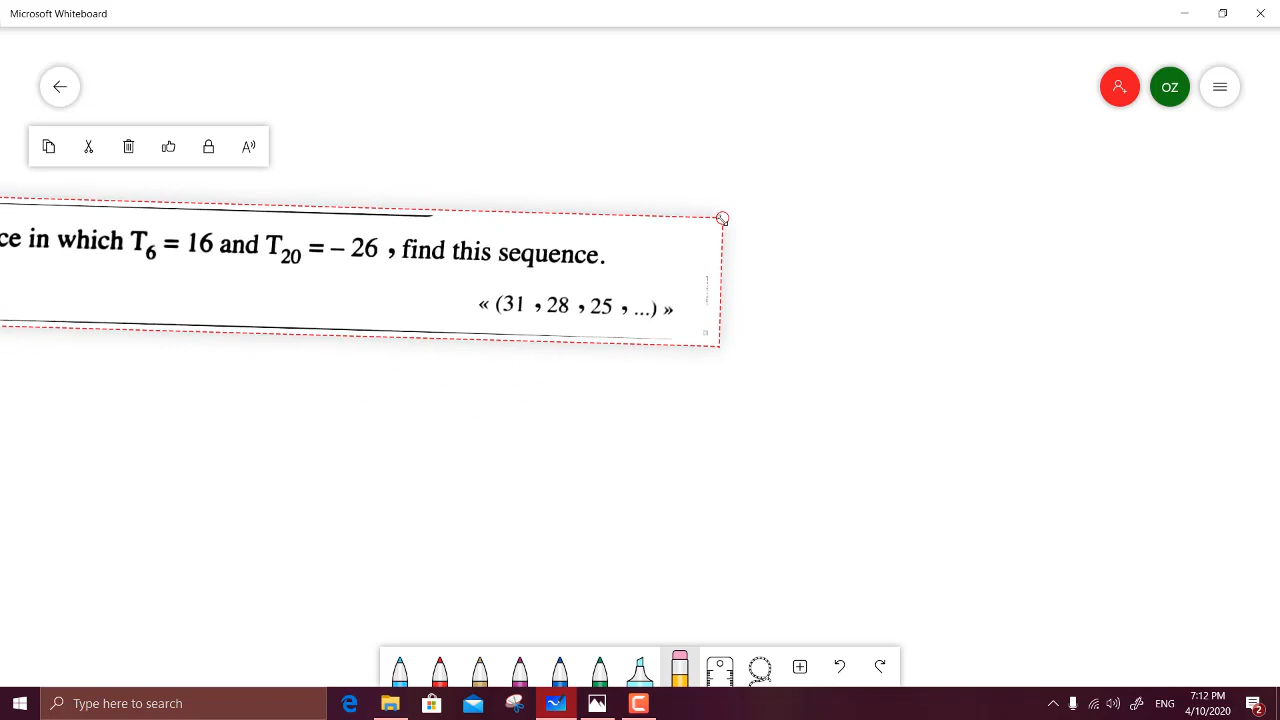 Microsoft Whiteboard
OZ
ce in which T₆ = 16 and T₂₀ = – 26 , find this sequence.
« (31 , 28 , 25 , ...) »
Type here to search
ENG
7:12 PM
4/10/2020
2